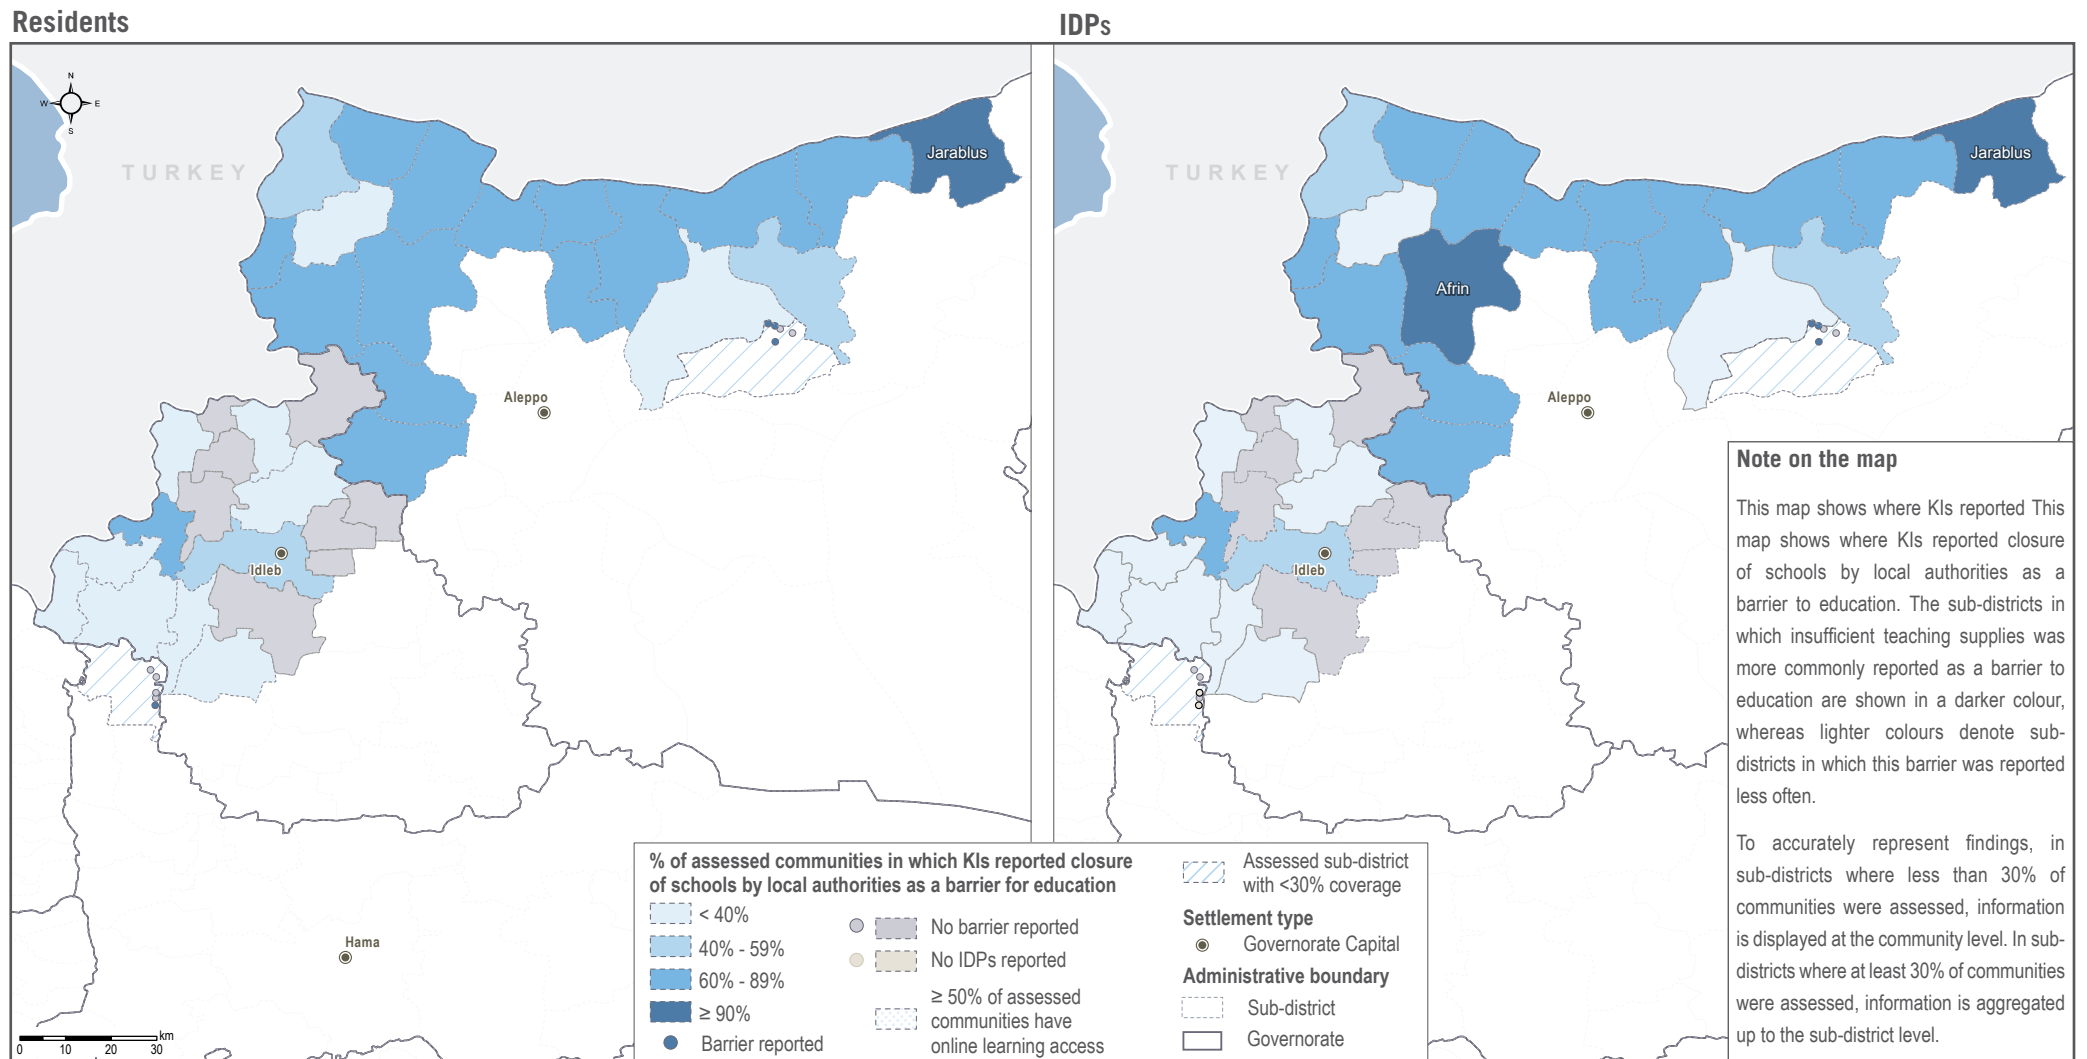 Residents
N
W
E
S
TURKEY
Jarablus
Aleppo
Idleb
Hama
km
0 10 20 30
IDPs
TURKEY
Jarablus
Afrin
Aleppo
Idleb
% of assessed communities in which KIs reported closure
of schools by local authorities as a barrier for education
< 40%
40% - 59%
60% - 89%
≥ 90%
Barrier reported
No barrier reported
No IDPs reported
≥ 50% of assessed
communities have
online learning access
Assessed sub-district
with <30% coverage
Settlement type
Governorate Capital
Administrative boundary
Sub-district
Governorate
Note on the map
This map shows where KIs reported This
map shows where KIs reported closure
of schools by local authorities as a
barrier to education. The sub-districts in
which insufficient teaching supplies was
more commonly reported as a barrier to
education are shown in a darker colour,
whereas lighter colours denote sub-
districts in which this barrier was reported
less often.
To accurately represent findings, in
sub-districts where less than 30% of
communities were assessed, information
is displayed at the community level. In sub-
districts where at least 30% of communities
were assessed, information is aggregated
up to the sub-district level.